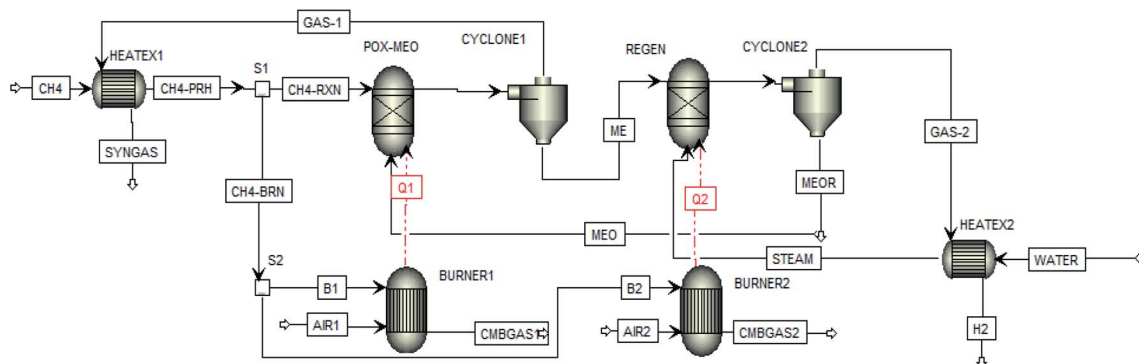 GAS-1
HEATEX1
POX-MEO
CYCLONE1
REGEN
CYCLONE2
CH4
CH4-PRH
S1
CH4-RXN
ME
GAS-2
SYNGAS
CH4-BRN
Q1
Q2
MEOR
MEO
HEATEX2
STEAM
WATER
S2
B1
BURNER1
B2
BURNER2
AIR1
CMBGAS1
AIR2
CMBGAS2
H2